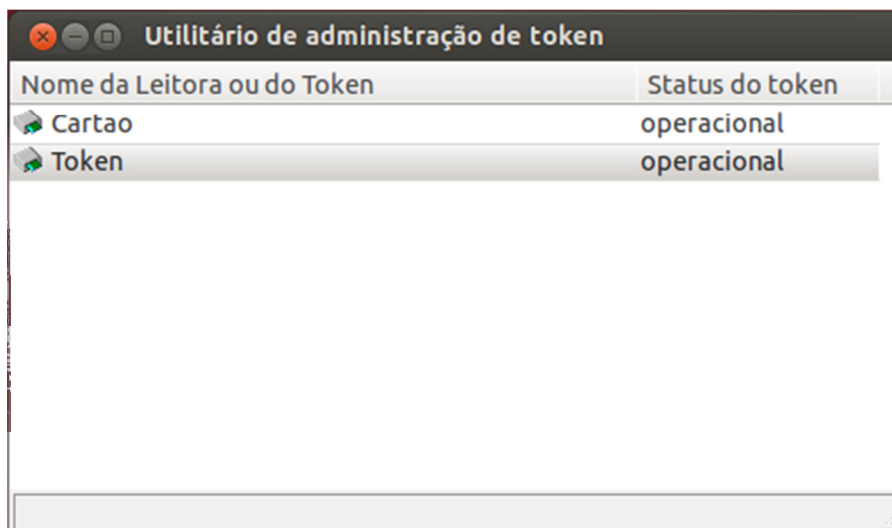 Utilitário de administração de token
Nome da Leitora ou do Token Status do token
Cartao operacional
Token operacional